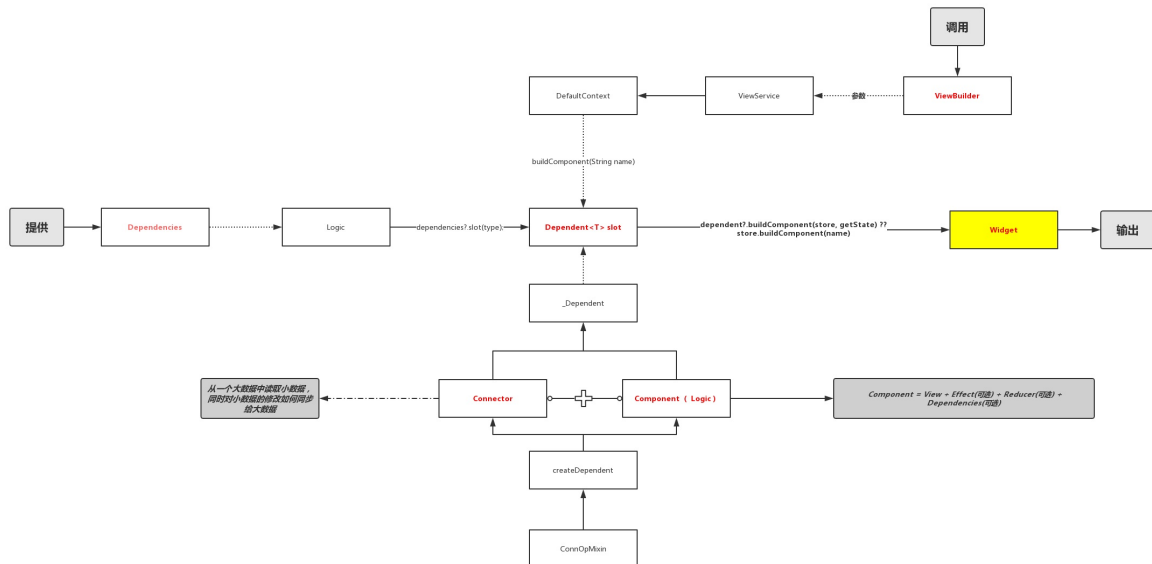 调用
DefaultContext
ViewService
参数
ViewBuilder
buildComponent(String name)
提供
Dependencies
Logic
dependencies?.slot(type);
Dependent<T> slot
dependent?.buildComponent(store, getState) ??
store.buildComponent(name)
Widget
输出
_Dependent
从一个大数据中读取小数据，
同时对小数据的修改如何同步
给大数据
Connector
Component （ Logic ）
Component = View + Effect(可选) + Reducer(可选) +
Dependencies(可选)
createDependent
ConnOpMixin